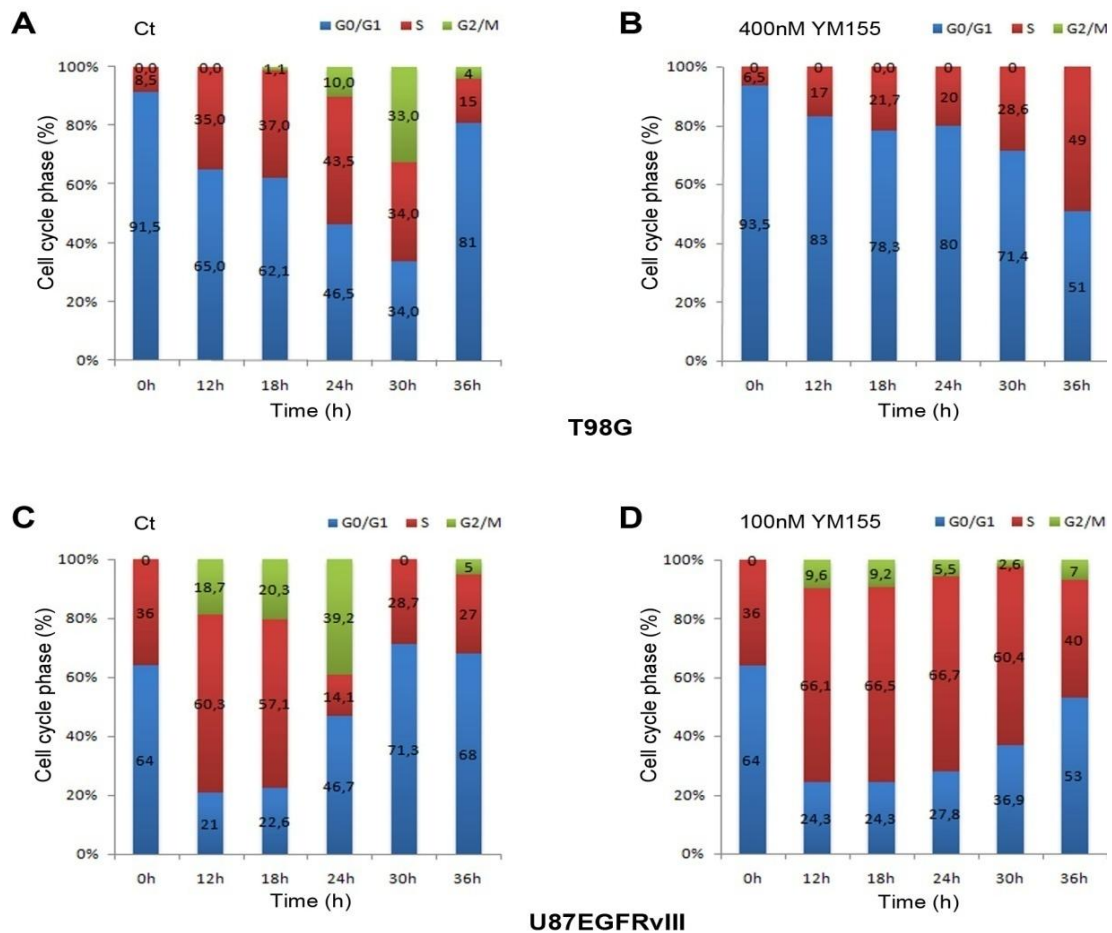 A Ct G0/G1 S G2/M
100%
80%
60%
40%
20%
0%
Cell cycle phase (%)
0,0 0,0 1,1 10,0 33,0 4
8,5 35,0 37,0 43,5 34,0 15
91,5 65,0 62,1 46,5 34,0 81
0h 12h 18h 24h 30h 36h
Time (h)
B 400nM YM155 G0/G1 S G2/M
100%
80%
60%
40%
20%
0%
Cell cycle phase (%)
0 0 0,0 0 0
6,5 17 21,7 20 28,6 49
93,5 83 78,3 80 71,4 51
0h 12h 18h 24h 30h 36h
Time (h)
T98G
C Ct G0/G1 S G2/M
100%
80%
60%
40%
20%
0%
Cell cycle phase (%)
0 18,7 20,3 39,2 0 5
36 60,3 57,1 14,1 28,7 27
64 21 22,6 46,7 71,3 68
0h 12h 18h 24h 30h 36h
Time (h)
D 100nM YM155 G0/G1 S G2/M
100%
80%
60%
40%
20%
0%
Cell cycle phase (%)
0 9,6 9,2 5,5 2,6 7
36 66,1 66,5 66,7 60,4 40
64 24,3 24,3 27,8 36,9 53
0h 12h 18h 24h 30h 36h
Time (h)
U87EGFRvIII